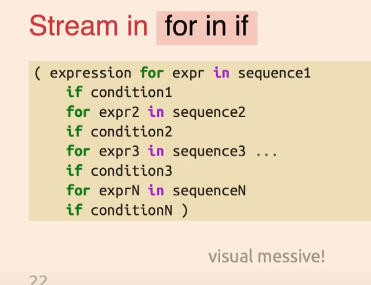 Stream in for in if
( expression for expr in sequence1
if condition1
for expr2 in sequence2
if condition2
for expr3 in sequence3 ...
if condition3
for exprN in sequenceN
if conditionN )
visual messive!
22